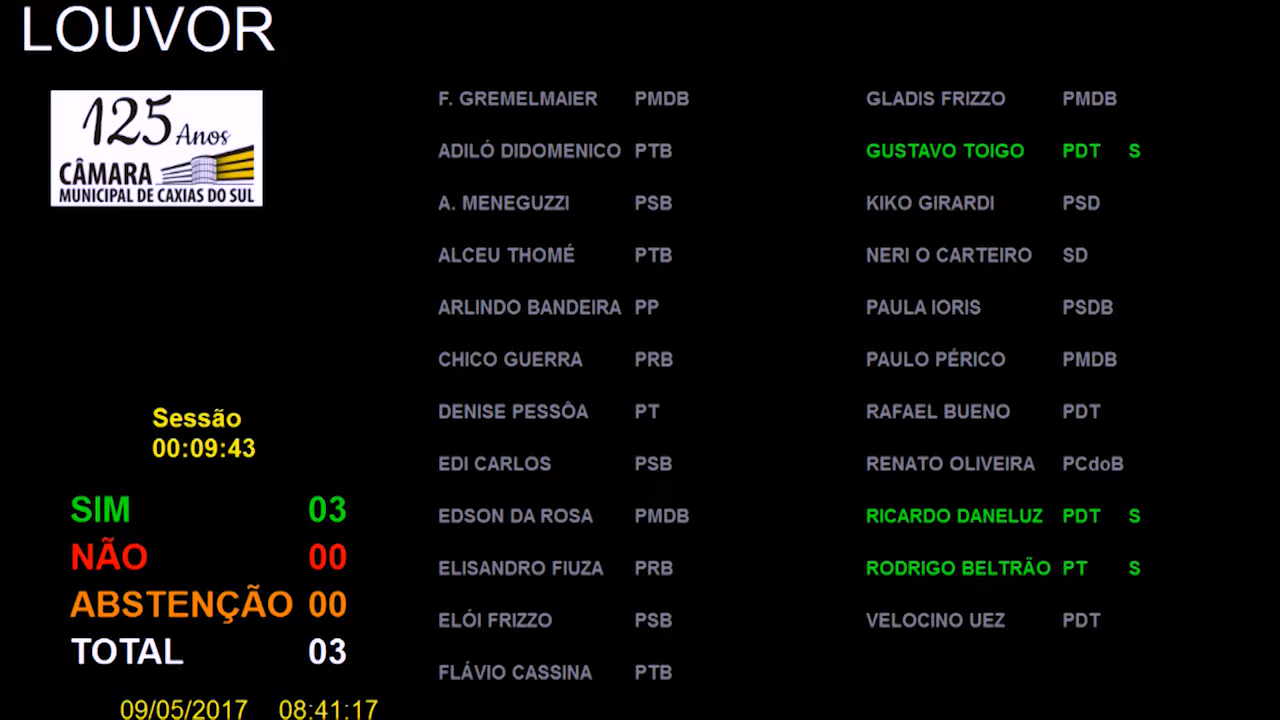 LOUVOR
125 Anos
CÂMARA
MUNICIPAL DE CAXIAS DO SUL
Sessão
00:09:43
SIM 03
NÃO 00
ABSTENÇÃO 00
TOTAL 03
09/05/2017 08:41:17
F. GREMELMAIER PMDB
ADILÓ DIDOMENICO PTB
A. MENEGUZZI PSB
ALCEU THOMÉ PTB
ARLINDO BANDEIRA PP
CHICO GUERRA PRB
DENISE PESSÔA PT
EDI CARLOS PSB
EDSON DA ROSA PMDB
ELISANDRO FIUZA PRB
ELÓI FRIZZO PSB
FLÁVIO CASSINA PTB
GLADIS FRIZZO PMDB
GUSTAVO TOIGO PDT S
KIKO GIRARDI PSD
NERI O CARTEIRO SD
PAULA IORIS PSDB
PAULO PÉRICO PMDB
RAFAEL BUENO PDT
RENATO OLIVEIRA PCdoB
RICARDO DANELUZ PDT S
RODRIGO BELTRÃO PT S
VELOCINO UEZ PDT